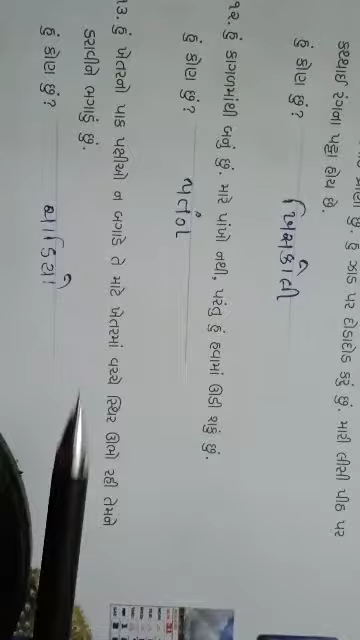 છું. હું ઝાડ પર દોડાદોડ કરું છું. મારી લીસી પીઠ પર
કથ્થાઈ રંગના પટ્ટા હોય છે.
હું કોણ છું? ખિસકોલી
૧૨. હું કાગળમાંથી બનું છું. મારે પાંખો નથી, પરંતુ હું હવામાં ઊડી શકું છું.
હું કોણ છું? પતંગ
૧૩. હું ખેતરનો પાક પક્ષીઓ ન બગાડે તે માટે ખેતરમાં વચ્ચે સ્થિર ઊભો રહી તેમને
ડરાવીને ભગાડું છું.
હું કોણ છું? ચાડિયો